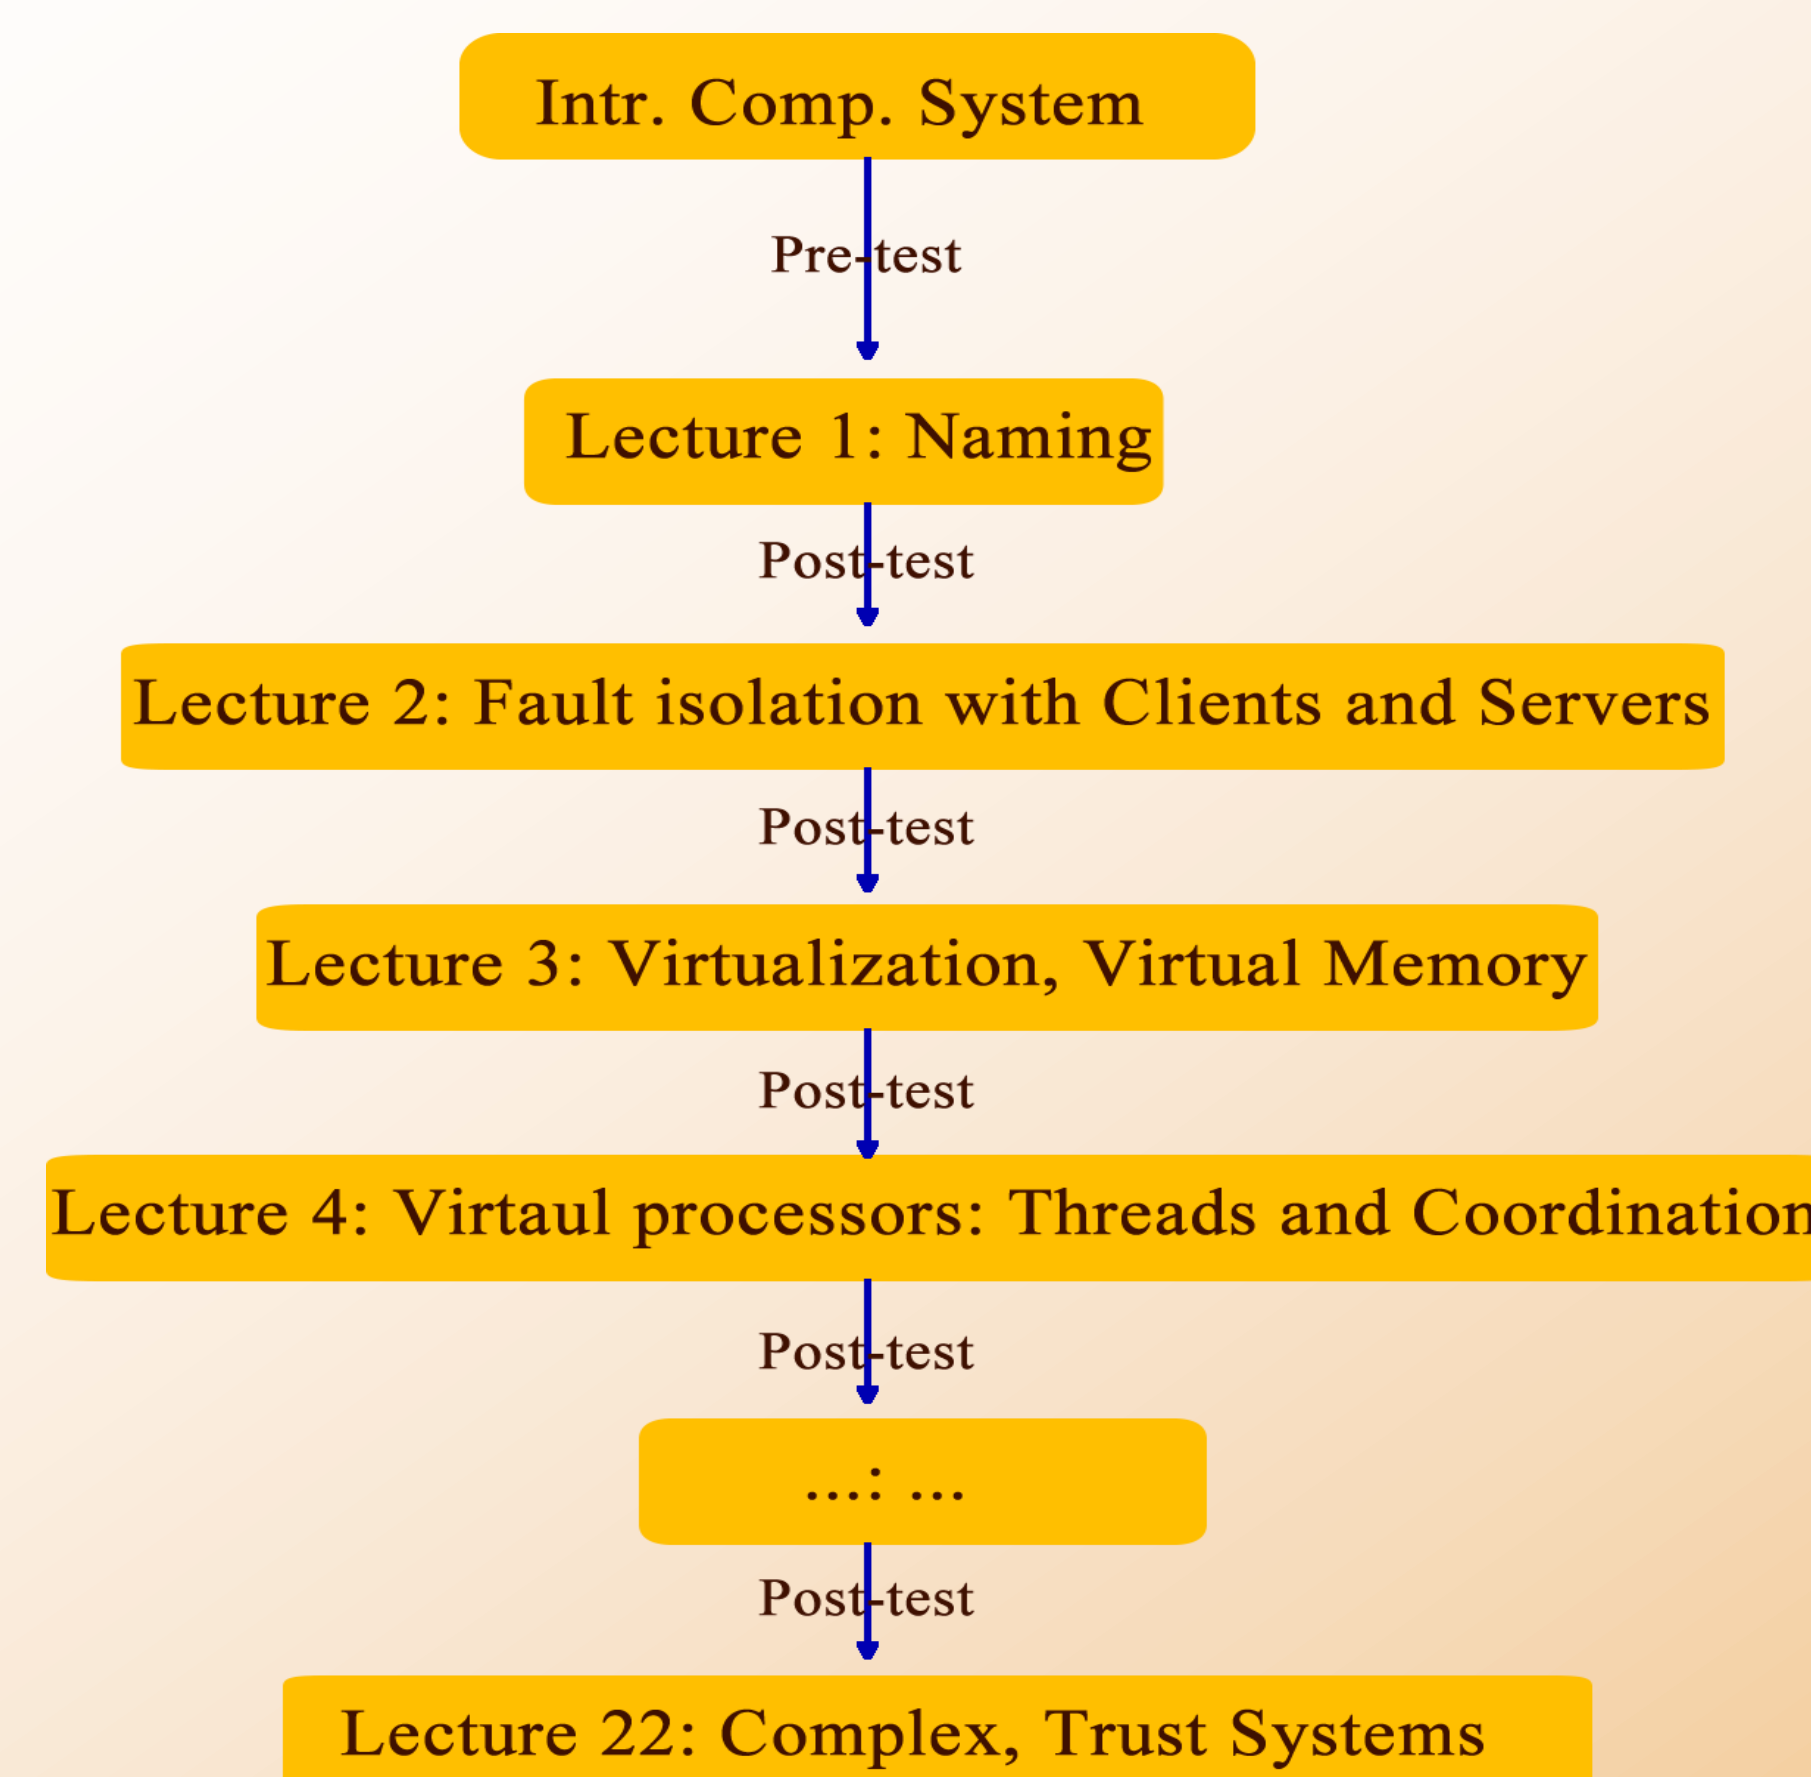 Intr. Comp. System
Pre-test
Lecture 1: Naming
Post-test
Lecture 2: Fault isolation with Clients and Servers
Post-test
Lecture 3: Virtualization, Virtual Memory
Post-test
Lecture 4: Virtaul processors: Threads and Coordination
Post-test
...: ...
Post-test
Lecture 22: Complex, Trust Systems